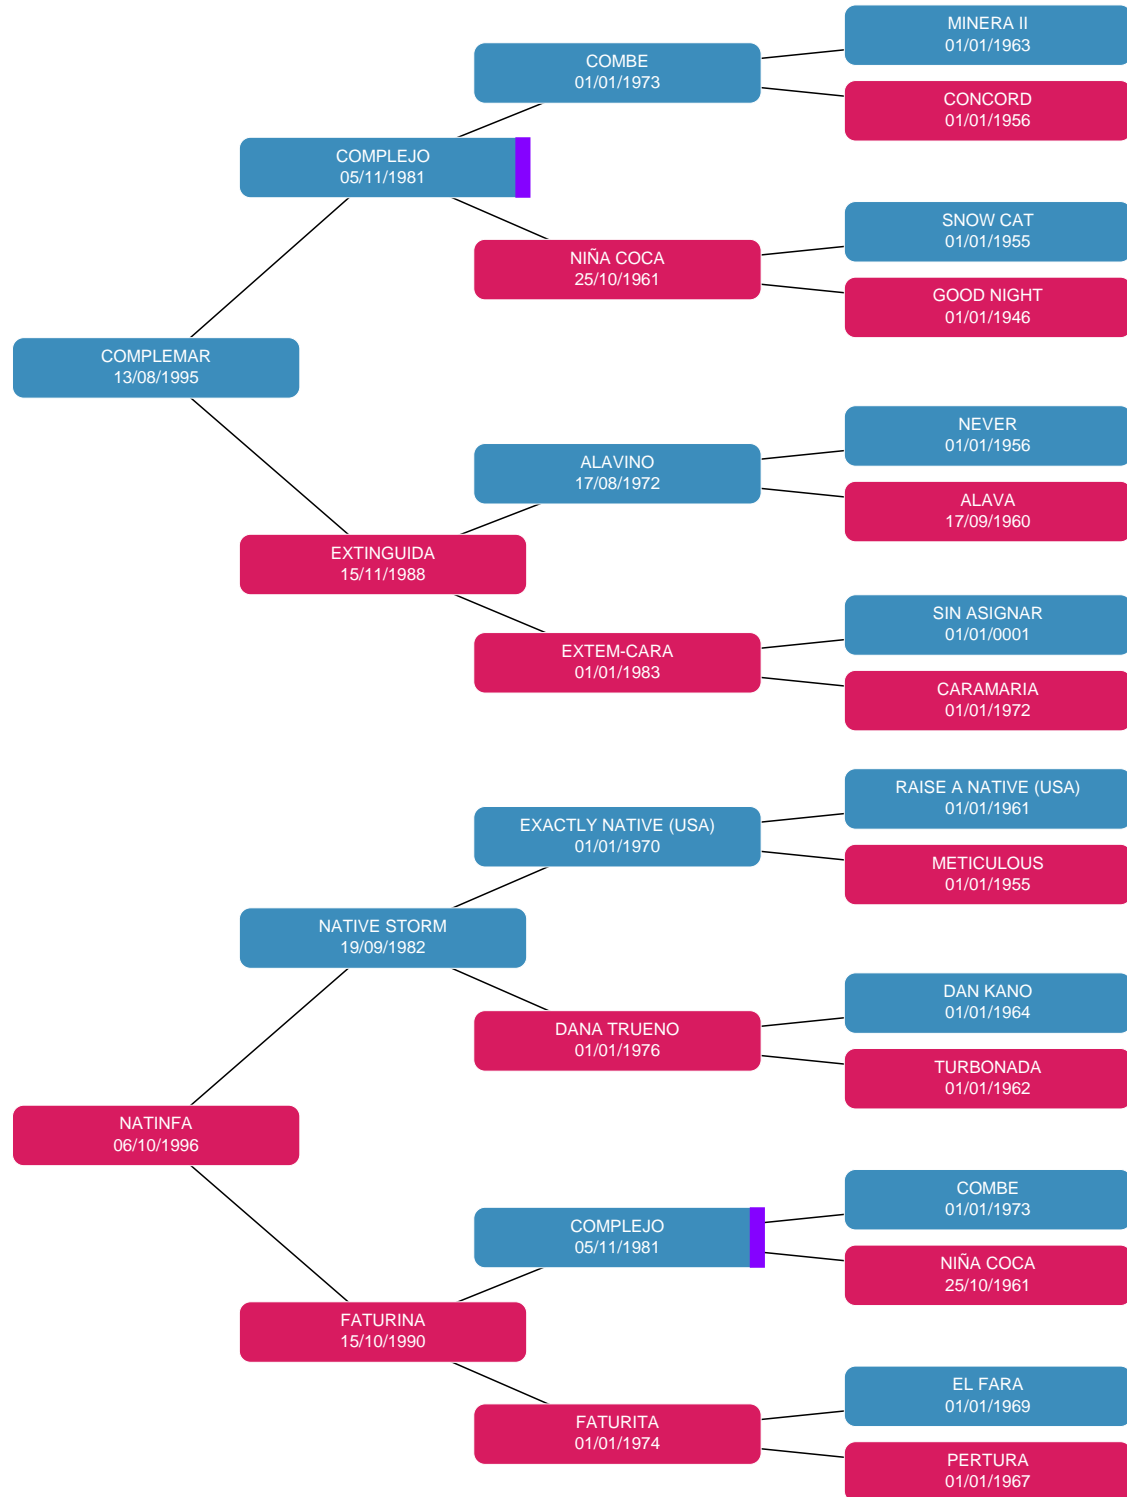 MINERA II
01/01/1963
COMBE
01/01/1973
CONCORD
01/01/1956
COMPLEJO
05/11/1981
SNOW CAT
01/01/1955
NIÑA COCA
25/10/1961
GOOD NIGHT
01/01/1946
COMPLEMAR
13/08/1995
NEVER
01/01/1956
ALAVINO
17/08/1972
ALAVA
17/09/1960
EXTINGUIDA
15/11/1988
SIN ASIGNAR
01/01/0001
EXTEM-CARA
01/01/1983
CARAMARIA
01/01/1972
RAISE A NATIVE (USA)
01/01/1961
EXACTLY NATIVE (USA)
01/01/1970
METICULOUS
01/01/1955
NATIVE STORM
19/09/1982
DAN KANO
01/01/1964
DANA TRUENO
01/01/1976
TURBONADA
01/01/1962
NATINFA
06/10/1996
COMBE
01/01/1973
COMPLEJO
05/11/1981
NIÑA COCA
25/10/1961
FATURINA
15/10/1990
EL FARA
01/01/1969
FATURITA
01/01/1974
PERTURA
01/01/1967